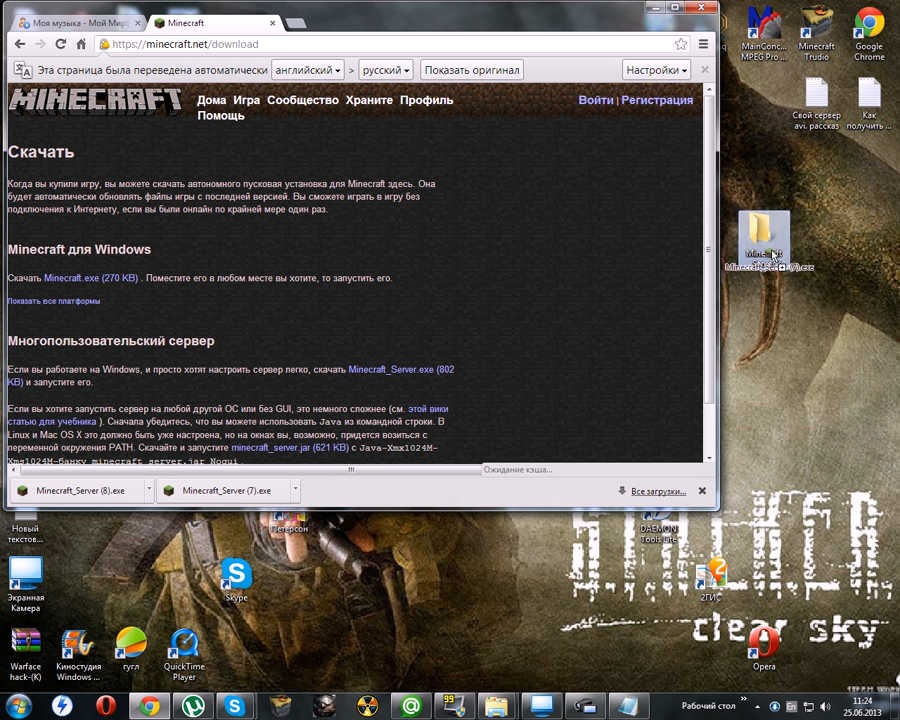 Моя музыка - Мой Мир
Minecraft
https://minecraft.net/download
Эта страница была переведена автоматически
английский
>
русский
Показать оригинал
Настройки
MINECRAFT
Дома Игра Сообщество Храните Профиль
Помощь
Войти | Регистрация
Скачать
Когда вы купили игру, вы можете скачать автономного пусковая установка для Minecraft здесь. Она
будет автоматически обновлять файлы игры с последней версией. Вы сможете играть в игру без
подключения к Интернету, если вы были онлайн по крайней мере один раз.
Minecraft для Windows
Скачать Minecraft.exe (270 KB) . Поместите его в любом месте вы хотите, то запустить его.
Показать все платформы
Многопользовательский сервер
Если вы работаете на Windows, и просто хотят настроить сервер легко, скачать Minecraft_Server.exe (802
KB) и запустите его.
Если вы хотите запустить сервер на любой другой ОС или без GUI, это немного сложнее (см. этой вики
статью для учебника ). Сначала убедитесь, что вы можете использовать Java из командной строки. В
Linux и Mac OS X это должно быть уже настроена, но на окнах вы, возможно, придется возиться с
переменной окружения PATH. Скачайте и запустите minecraft_server.jar (621 KB) с Java-Xmx1024M-
Xms1024M-банку minecraft_server.jar Nogui .
Ожидание кэша...
Minecraft_Server (8).exe
Minecraft_Server (7).exe
Все загрузки...
MainConc...
MPEG Pro ...
Minecraft
Trudio
Google
Chrome
Свой сервер
avi. рассказ
Как
получить ...
Новый
текстов...
Петерсон
DAEMON
Tools Lite
Экранная
Камера
Skype
2ГИС
Warface
hack-(K)
Киностудия
Windows ...
гугл
QuickTime
Player
Opera
clear sky
99
Рабочий стол
»
En
11:24
25.06.2013